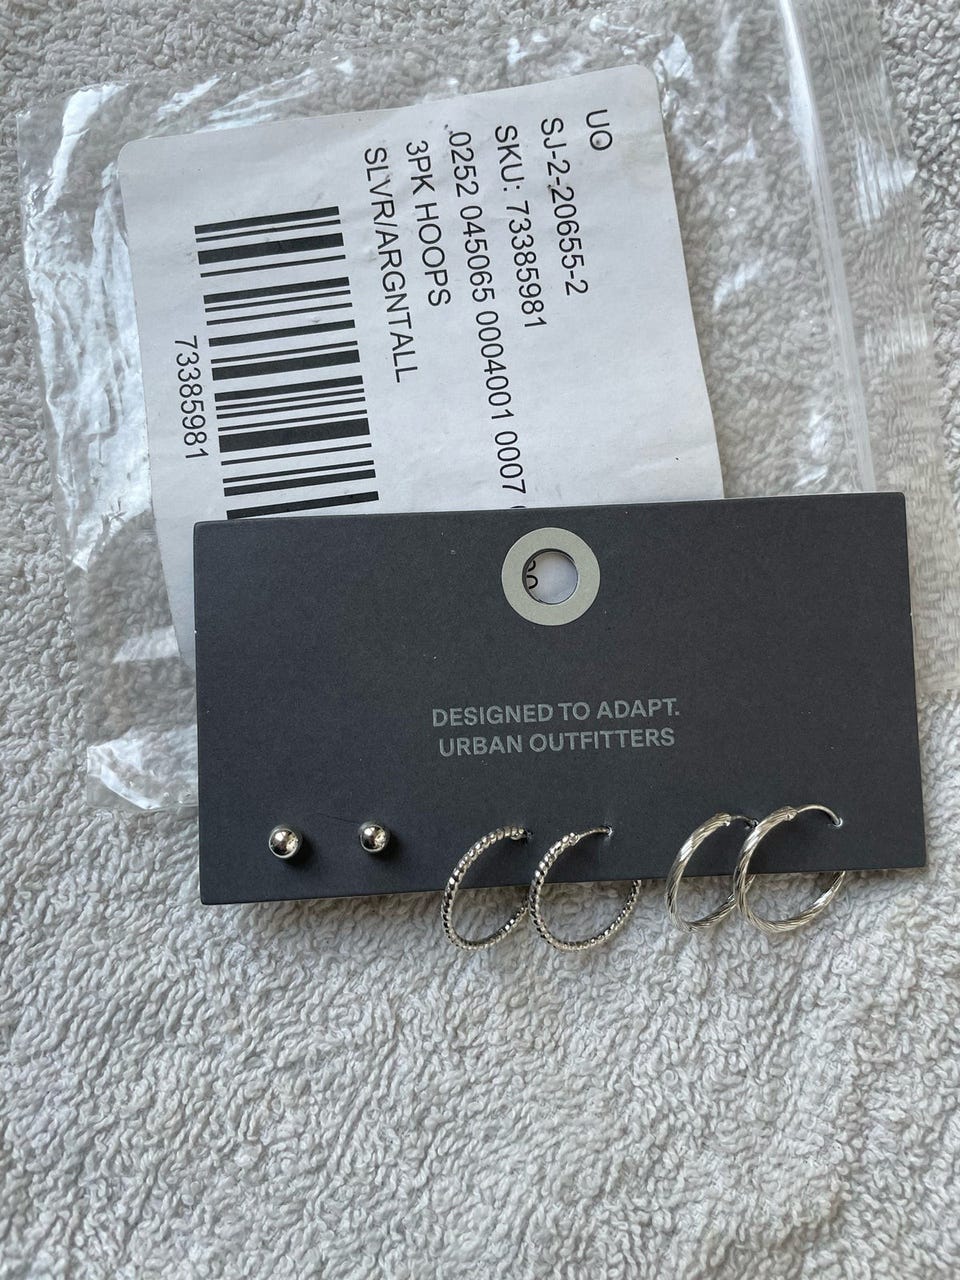 UO
SJ-2-20655-2
SKU: 73385981
0252 045065 0004001 0007
3PK HOOPS
SLVR/ARGNTALL
73385981
DESIGNED TO ADAPT.
URBAN OUTFITTERS